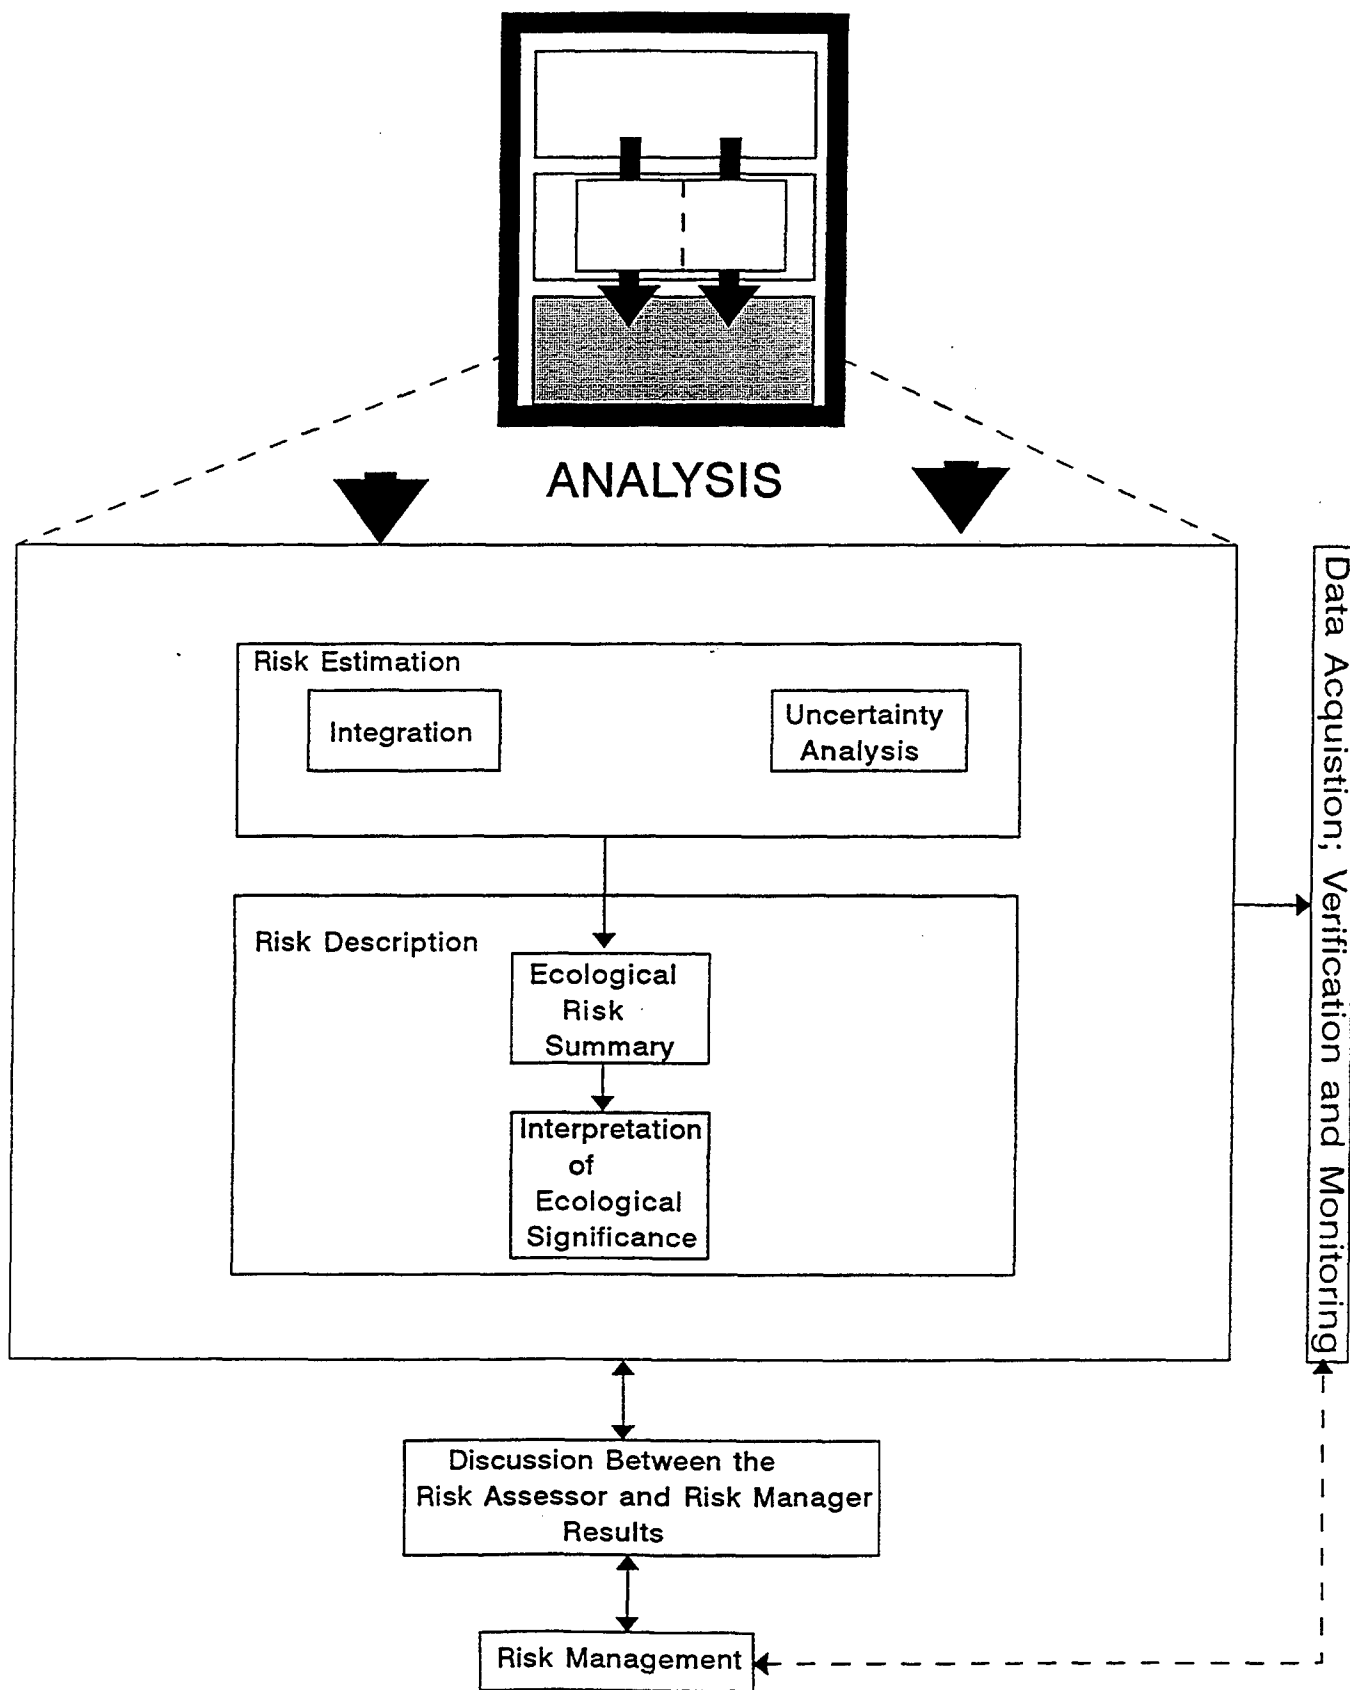 ANALYSIS
Risk Estimation
Integration
Uncertainty
Analysis
Risk Description
Ecological
Risk
Summary
Interpretation
of
Ecological
Significance
Data Acquistion; Verification and Monitoring
Discussion Between the
Risk Assessor and Risk Manager
Results
Risk Management